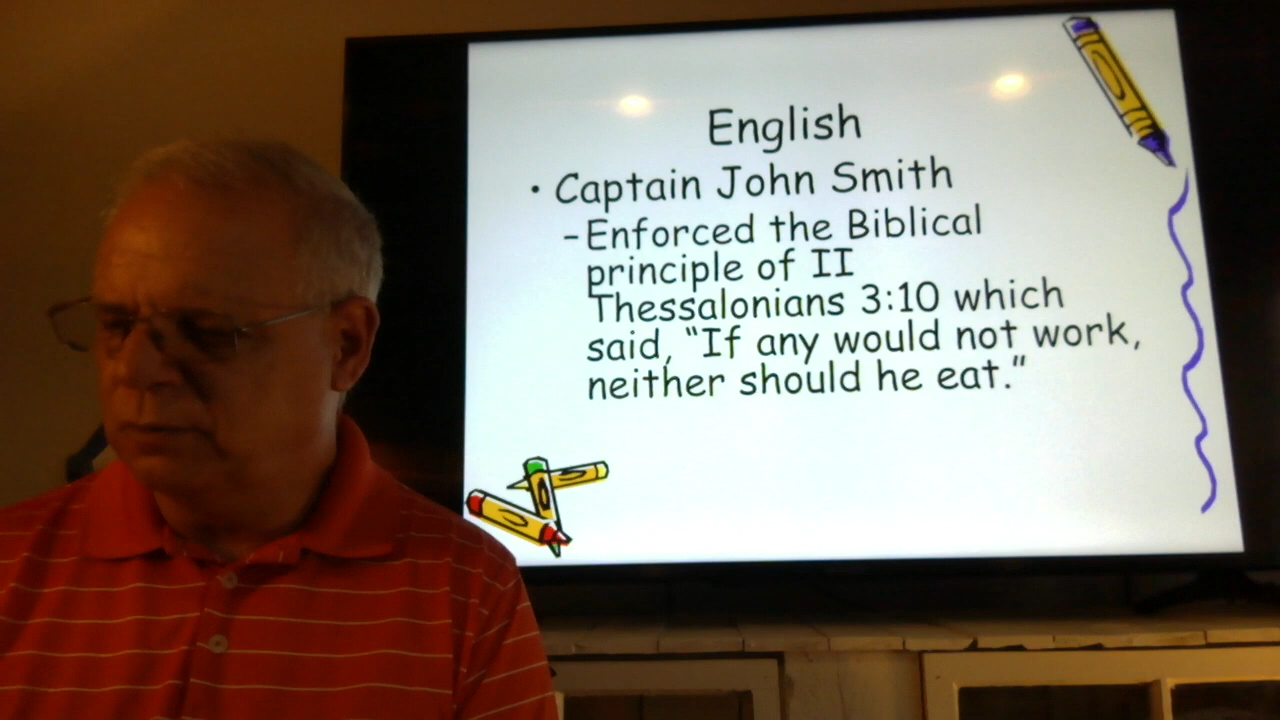 English
• Captain John Smith
–Enforced the Biblical
principle of II
Thessalonians 3:10 which
said, “If any would not work,
neither should he eat.”